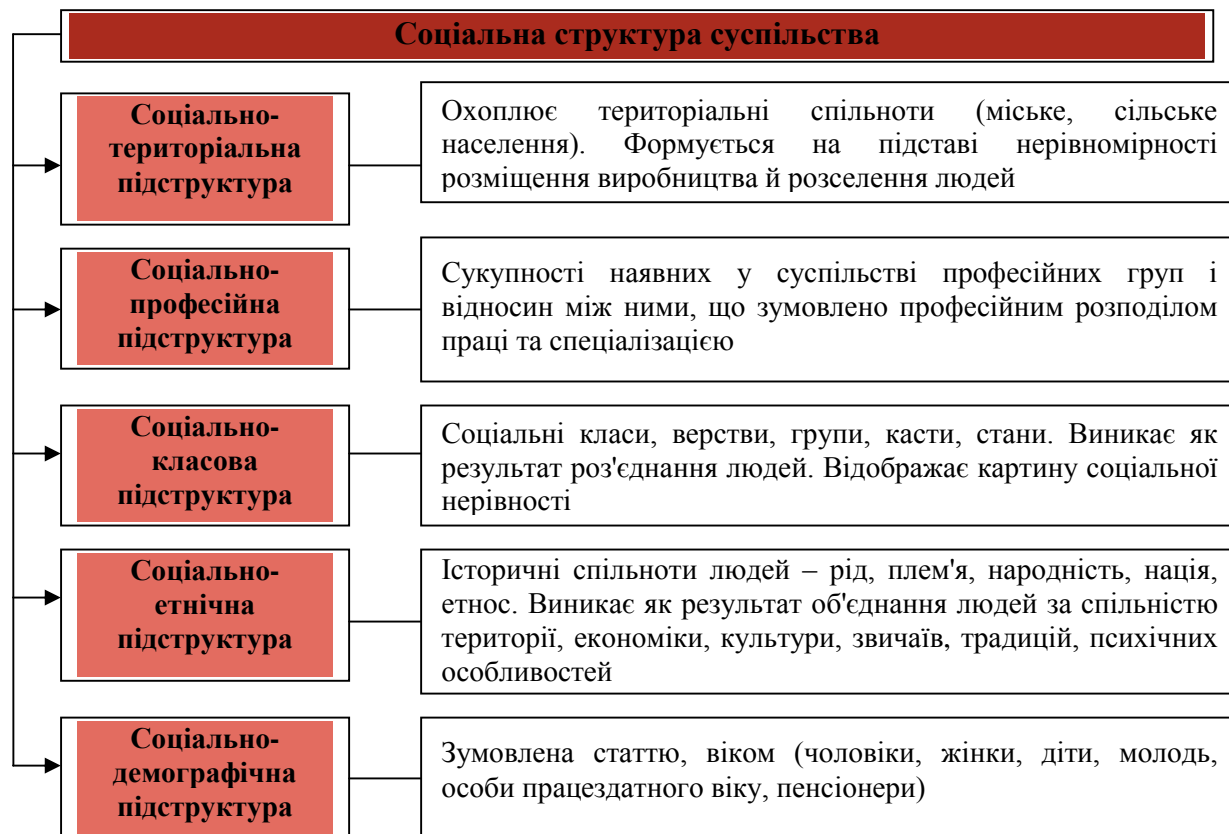 Соціальна структура суспільства
Соціально-
територіальна
підструктура
Охоплює територіальні спільноти (міське, сільське
населення). Формується на підставі нерівномірності
розміщення виробництва й розселення людей
Соціально-
професійна
підструктура
Сукупності наявних у суспільстві професійних груп і
відносин між ними, що зумовлено професійним розподілом
праці та спеціалізацією
Соціально-
класова
підструктура
Соціальні класи, верстви, групи, касти, стани. Виникає як
результат роз'єднання людей. Відображає картину соціальної
нерівності
Соціально-
етнічна
підструктура
Історичні спільноти людей – рід, плем'я, народність, нація,
етнос. Виникає як результат об'єднання людей за спільністю
території, економіки, культури, звичаїв, традицій, психічних
особливостей
Соціально-
демографічна
підструктура
Зумовлена статтю, віком (чоловіки, жінки, діти, молодь,
особи працездатного віку, пенсіонери)